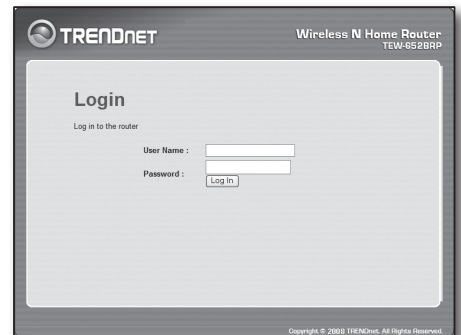 TRENDNET
Wireless N Home Router
TEW-652BRP
Login
Log in to the router
User Name :
Password :
Log In
Copyright © 2008 TRENDnet. All Rights Reserved.